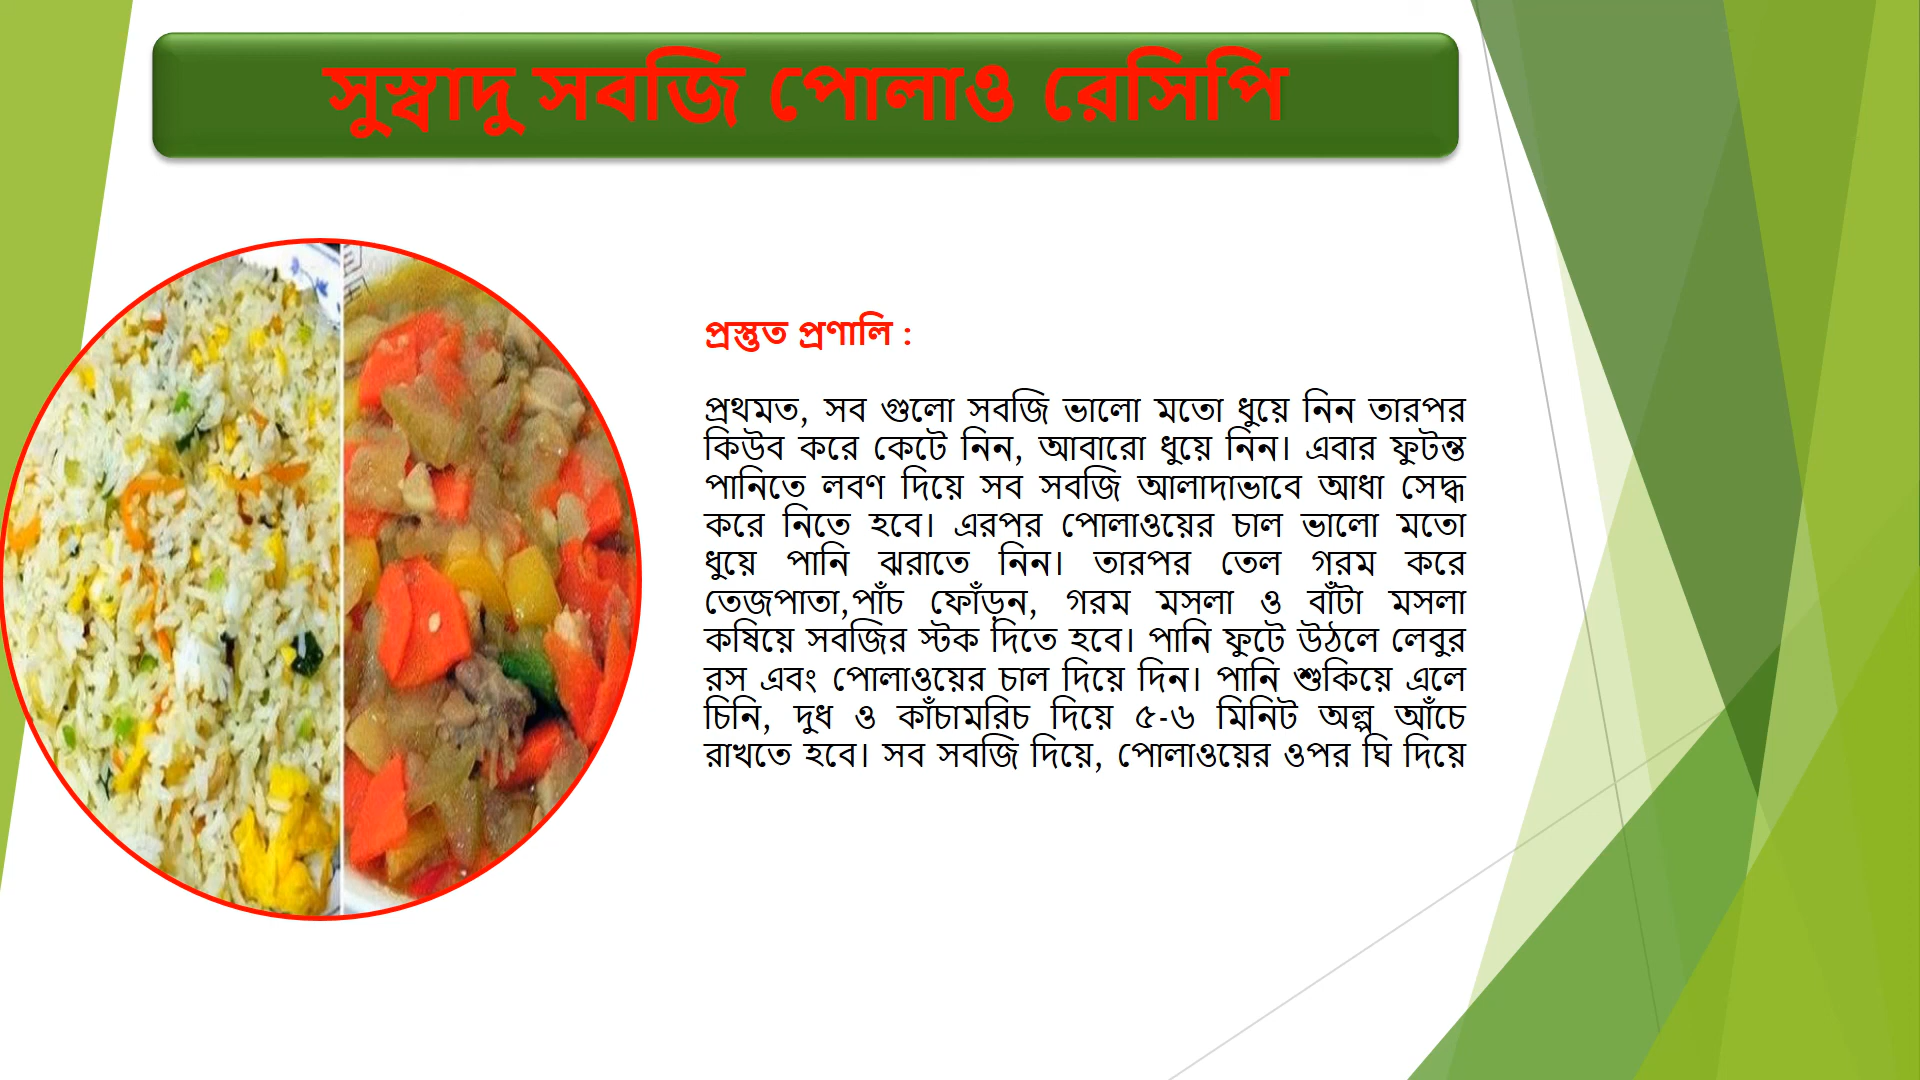 সুস্বাদু সবজি পোলাও রেসিপি
প্রস্তুত প্রণালি :
প্রথমত, সব গুলো সবজি ভালো মতো ধুয়ে নিন তারপর
কিউব করে কেটে নিন, আবারো ধুয়ে নিন। এবার ফুটন্ত
পানিতে লবণ দিয়ে সব সবজি আলাদাভাবে আধা সেদ্ধ
করে নিতে হবে। এরপর পোলাওয়ের চাল ভালো মতো
ধুয়ে পানি ঝরাতে নিন। তারপর তেল গরম করে
তেজপাতা,পাঁচ ফোঁড়ন, গরম মসলা ও বাঁটা মসলা
কষিয়ে সবজির স্টক দিতে হবে। পানি ফুটে উঠলে লেবুর
রস এবং পোলাওয়ের চাল দিয়ে দিন। পানি শুকিয়ে এলে
চিনি, দুধ ও কাঁচামরিচ দিয়ে ৫-৬ মিনিট অল্প আঁচে
রাখতে হবে। সব সবজি দিয়ে, পোলাওয়ের ওপর ঘি দিয়ে